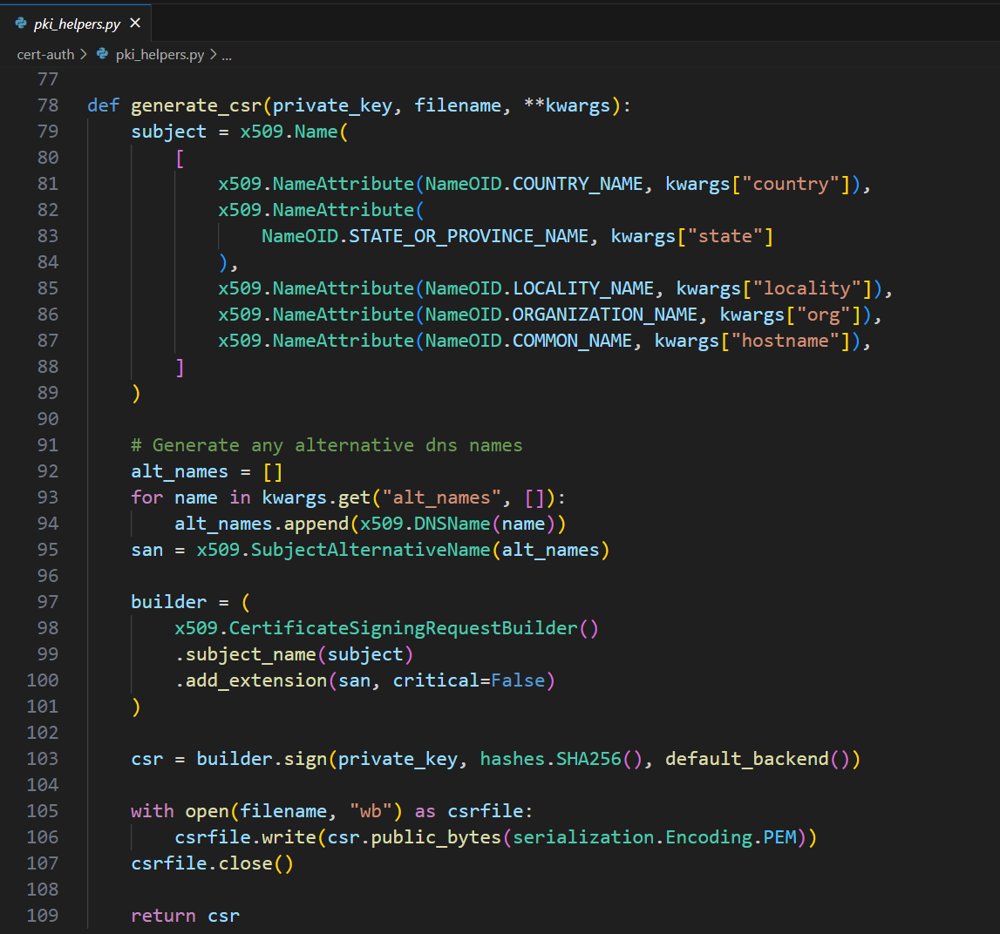 pki_helpers.py ×
cert-auth > pki_helpers.py > ...
77
78 def generate_csr(private_key, filename, **kwargs):
79     subject = x509.Name(
80         [
81             x509.NameAttribute(NameOID.COUNTRY_NAME, kwargs["country"]),
82             x509.NameAttribute(
83                 NameOID.STATE_OR_PROVINCE_NAME, kwargs["state"]
84             ),
85             x509.NameAttribute(NameOID.LOCALITY_NAME, kwargs["locality"]),
86             x509.NameAttribute(NameOID.ORGANIZATION_NAME, kwargs["org"]),
87             x509.NameAttribute(NameOID.COMMON_NAME, kwargs["hostname"]),
88         ]
89     )
90
91     # Generate any alternative dns names
92     alt_names = []
93     for name in kwargs.get("alt_names", []):
94         alt_names.append(x509.DNSName(name))
95     san = x509.SubjectAlternativeName(alt_names)
96
97     builder = (
98         x509.CertificateSigningRequestBuilder()
99         .subject_name(subject)
100         .add_extension(san, critical=False)
101     )
102
103     csr = builder.sign(private_key, hashes.SHA256(), default_backend())
104
105     with open(filename, "wb") as csrfile:
106         csrfile.write(csr.public_bytes(serialization.Encoding.PEM))
107     csrfile.close()
108
109     return csr